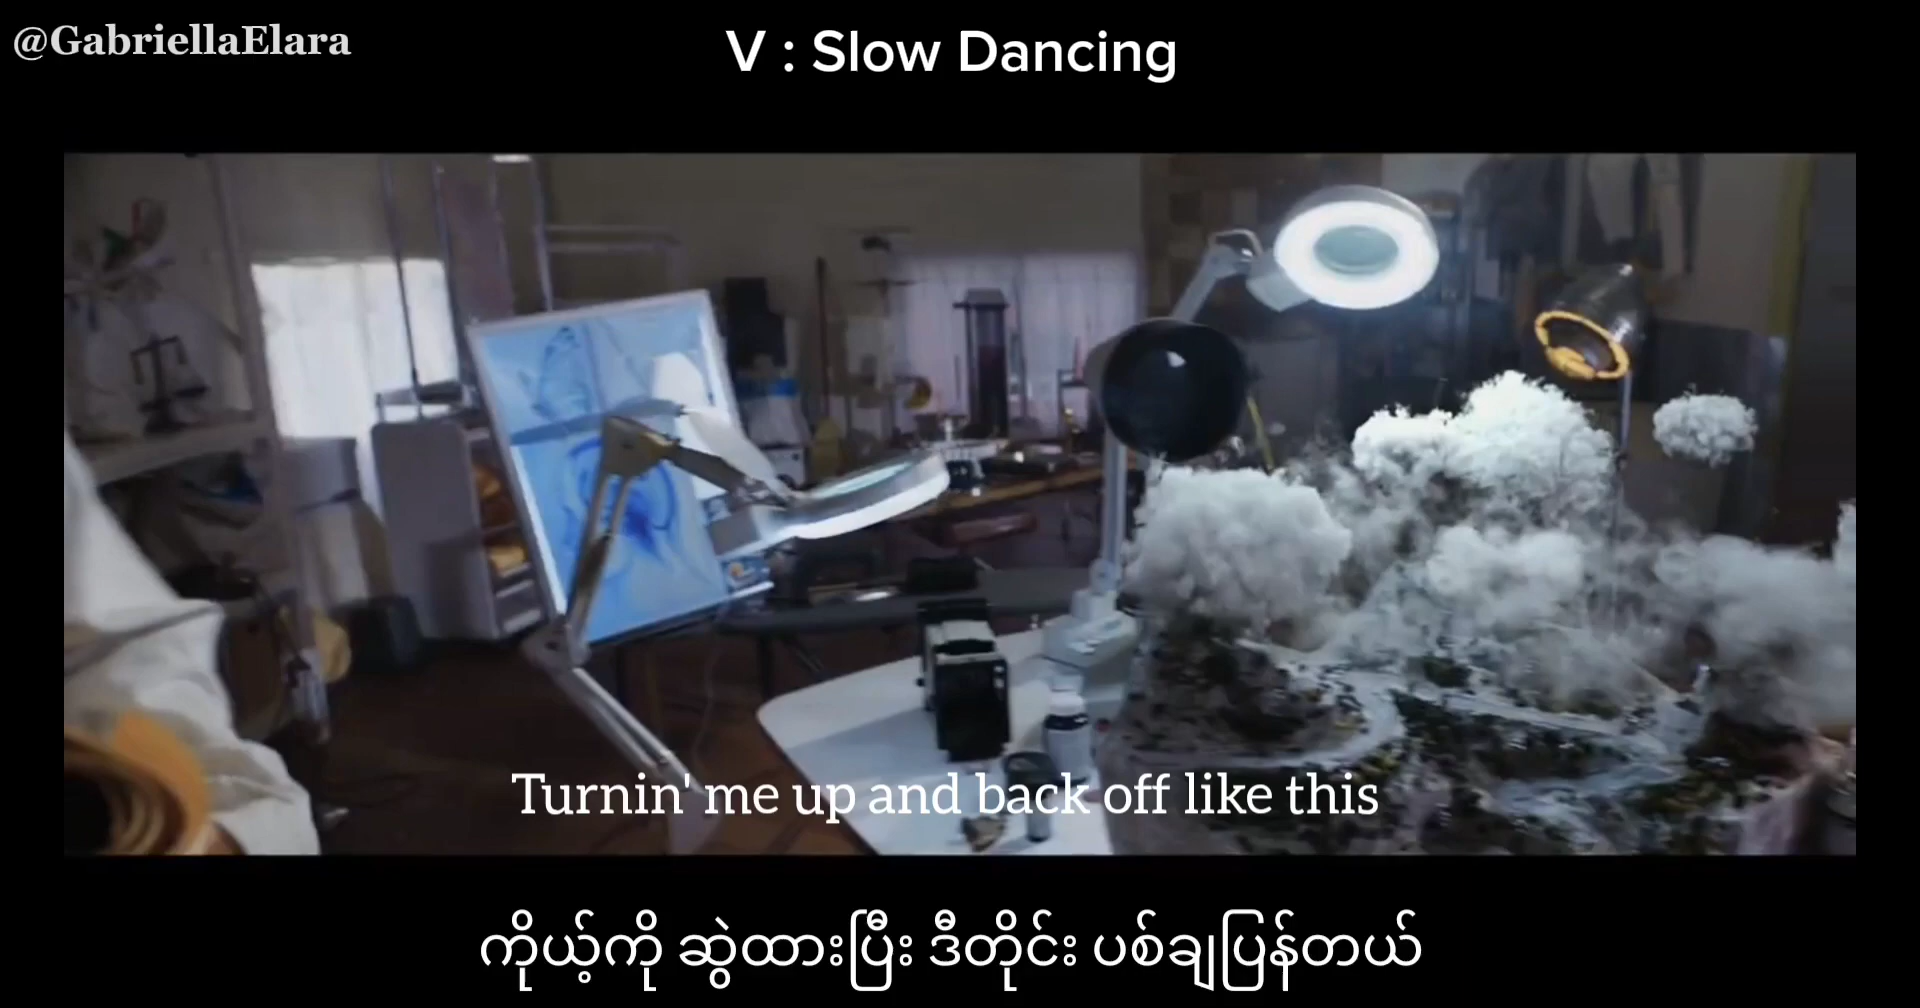 @GabriellaElara
V : Slow Dancing
Turnin' me up and back off like this
ကိုယ့်ကို ဆွဲထားပြီး ဒီတိုင်း ပစ်ချပြန်တယ်